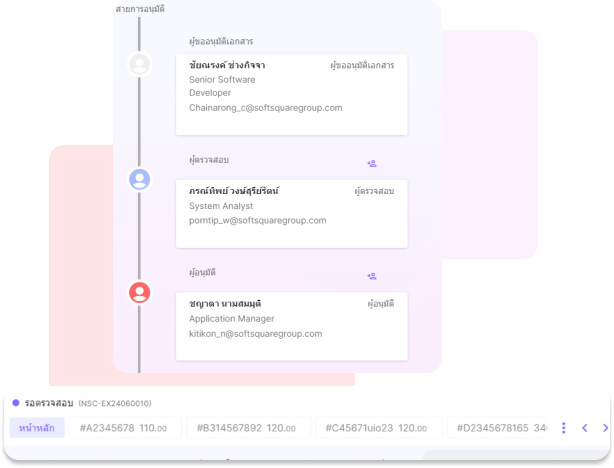 สายการอนุมัติ
ผู้ขออนุมัติเอกสาร
ชัยณรงค์ ช่างกิจจา ผู้ขออนุมัติเอกสาร
Senior Software
Developer
Chainarong_c@softsquaregroup.com
ผู้ตรวจสอบ
ภรณ์ทิพย์ วงษ์สุรีย์รัตน์ ผู้ตรวจสอบ
System Analyst
porntip_w@softsquaregroup.com
ผู้อนุมัติ
ชญาดา นามสมมุติ ผู้อนุมัติ
Application Manager
kitikon_n@softsquaregroup.com
รอตรวจสอบ (NSC-EX24060010)
หน้าหลัก #A2345678 110.00 #B314567892 120.00 #C45671uio23 120.00 #D2345678165